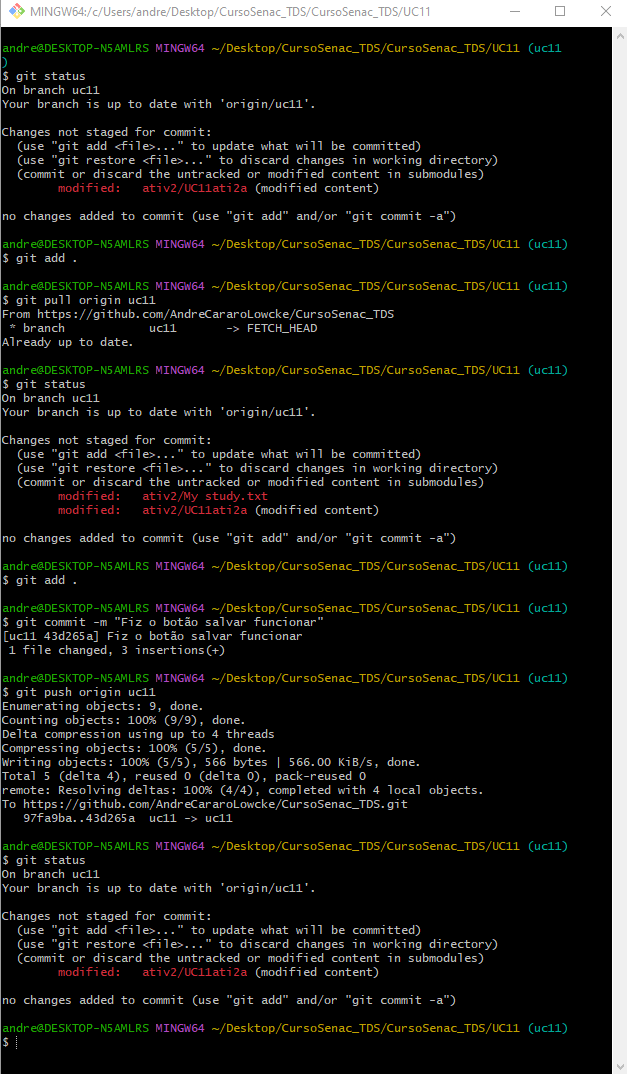 MINGW64:/c/Users/andre/Desktop/CursoSenac_TDS/CursoSenac_TDS/UC11
andre@DESKTOP-N5AMLRS MINGW64 ~/Desktop/CursoSenac_TDS/CursoSenac_TDS/UC11 (uc11
)
$ git status
On branch uc11
Your branch is up to date with 'origin/uc11'.
Changes not staged for commit:
(use "git add <file>..." to update what will be committed)
(use "git restore <file>..." to discard changes in working directory)
(commit or discard the untracked or modified content in submodules)
modified: ativ2/UC11ati2a (modified content)
no changes added to commit (use "git add" and/or "git commit -a")
andre@DESKTOP-N5AMLRS MINGW64 ~/Desktop/CursoSenac_TDS/CursoSenac_TDS/UC11 (uc11)
$ git add .
andre@DESKTOP-N5AMLRS MINGW64 ~/Desktop/CursoSenac_TDS/CursoSenac_TDS/UC11 (uc11)
$ git pull origin uc11
From https://github.com/AndreCararoLowcke/CursoSenac_TDS
* branch uc11 -> FETCH_HEAD
Already up to date.
andre@DESKTOP-N5AMLRS MINGW64 ~/Desktop/CursoSenac_TDS/CursoSenac_TDS/UC11 (uc11)
$ git status
On branch uc11
Your branch is up to date with 'origin/uc11'.
Changes not staged for commit:
(use "git add <file>..." to update what will be committed)
(use "git restore <file>..." to discard changes in working directory)
(commit or discard the untracked or modified content in submodules)
modified: ativ2/My study.txt
modified: ativ2/UC11ati2a (modified content)
no changes added to commit (use "git add" and/or "git commit -a")
andre@DESKTOP-N5AMLRS MINGW64 ~/Desktop/CursoSenac_TDS/CursoSenac_TDS/UC11 (uc11)
$ git add .
andre@DESKTOP-N5AMLRS MINGW64 ~/Desktop/CursoSenac_TDS/CursoSenac_TDS/UC11 (uc11)
$ git commit -m "Fiz o botão salvar funcionar"
[uc11 43d265a] Fiz o botão salvar funcionar
1 file changed, 3 insertions(+)
andre@DESKTOP-N5AMLRS MINGW64 ~/Desktop/CursoSenac_TDS/CursoSenac_TDS/UC11 (uc11)
$ git push origin uc11
Enumerating objects: 9, done.
Counting objects: 100% (9/9), done.
Delta compression using up to 4 threads
Compressing objects: 100% (5/5), done.
Writing objects: 100% (5/5), 566 bytes | 566.00 KiB/s, done.
Total 5 (delta 4), reused 0 (delta 0), pack-reused 0
remote: Resolving deltas: 100% (4/4), completed with 4 local objects.
To https://github.com/AndreCararoLowcke/CursoSenac_TDS.git
97fa9ba..43d265a uc11 -> uc11
andre@DESKTOP-N5AMLRS MINGW64 ~/Desktop/CursoSenac_TDS/CursoSenac_TDS/UC11 (uc11)
$ git status
On branch uc11
Your branch is up to date with 'origin/uc11'.
Changes not staged for commit:
(use "git add <file>..." to update what will be committed)
(use "git restore <file>..." to discard changes in working directory)
(commit or discard the untracked or modified content in submodules)
modified: ativ2/UC11ati2a (modified content)
no changes added to commit (use "git add" and/or "git commit -a")
andre@DESKTOP-N5AMLRS MINGW64 ~/Desktop/CursoSenac_TDS/CursoSenac_TDS/UC11 (uc11)
$